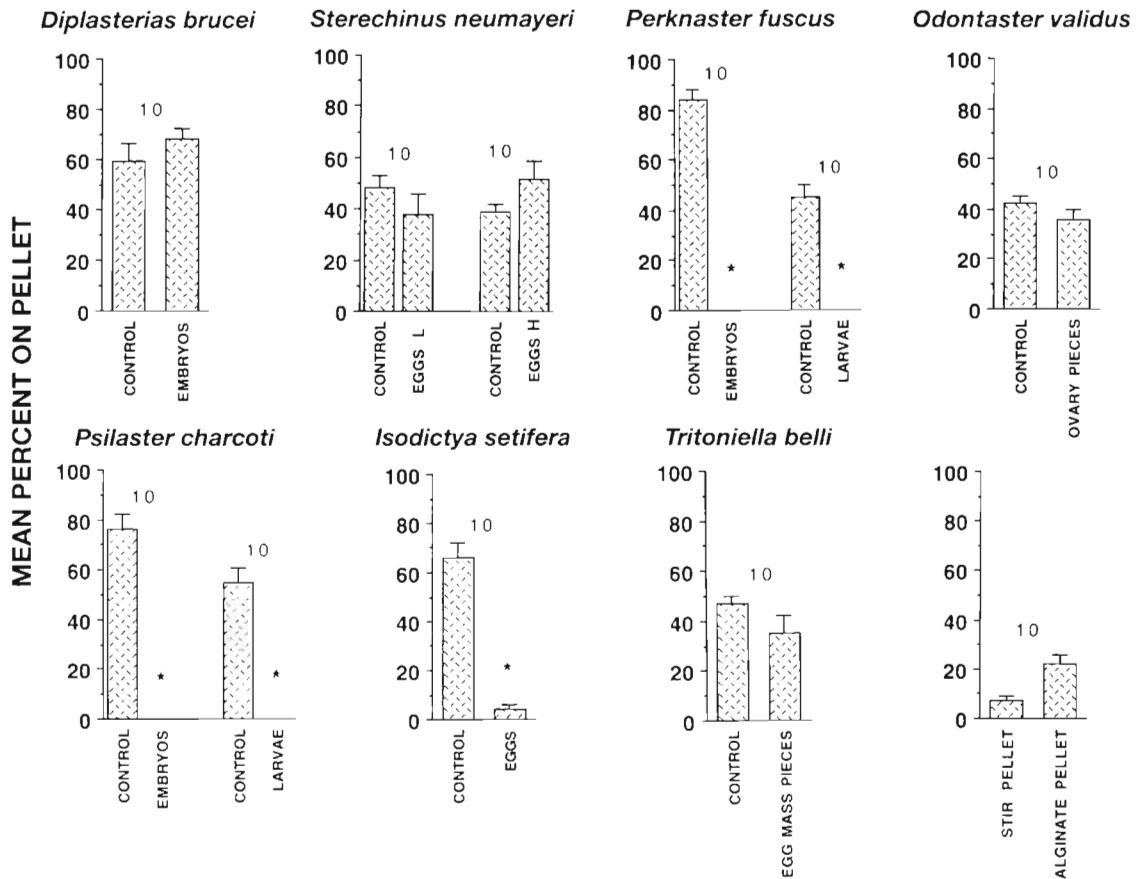 Diplasterias brucei
Sterechinus neumayeri
Perknaster fuscus
Odontaster validus
MEAN PERCENT ON PELLET
100
80
60
40
20
0
10
CONTROL
EMBRYOS
100
80
60
40
20
0
10
10
CONTROL
EGGS L
CONTROL
EGGS H
100
80
60
40
20
0
10
10
*
*
CONTROL
EMBRYOS
CONTROL
LARVAE
100
80
60
40
20
0
10
CONTROL
OVARY PIECES
Psilaster charcoti
Isodictya setifera
Tritoniella belli
100
80
60
40
20
0
10
10
*
*
CONTROL
EMBRYOS
CONTROL
LARVAE
100
80
60
40
20
0
10
*
CONTROL
EGGS
100
80
60
40
20
0
10
CONTROL
EGG MASS PIECES
100
80
60
40
20
0
10
STIR PELLET
ALGINATE PELLET